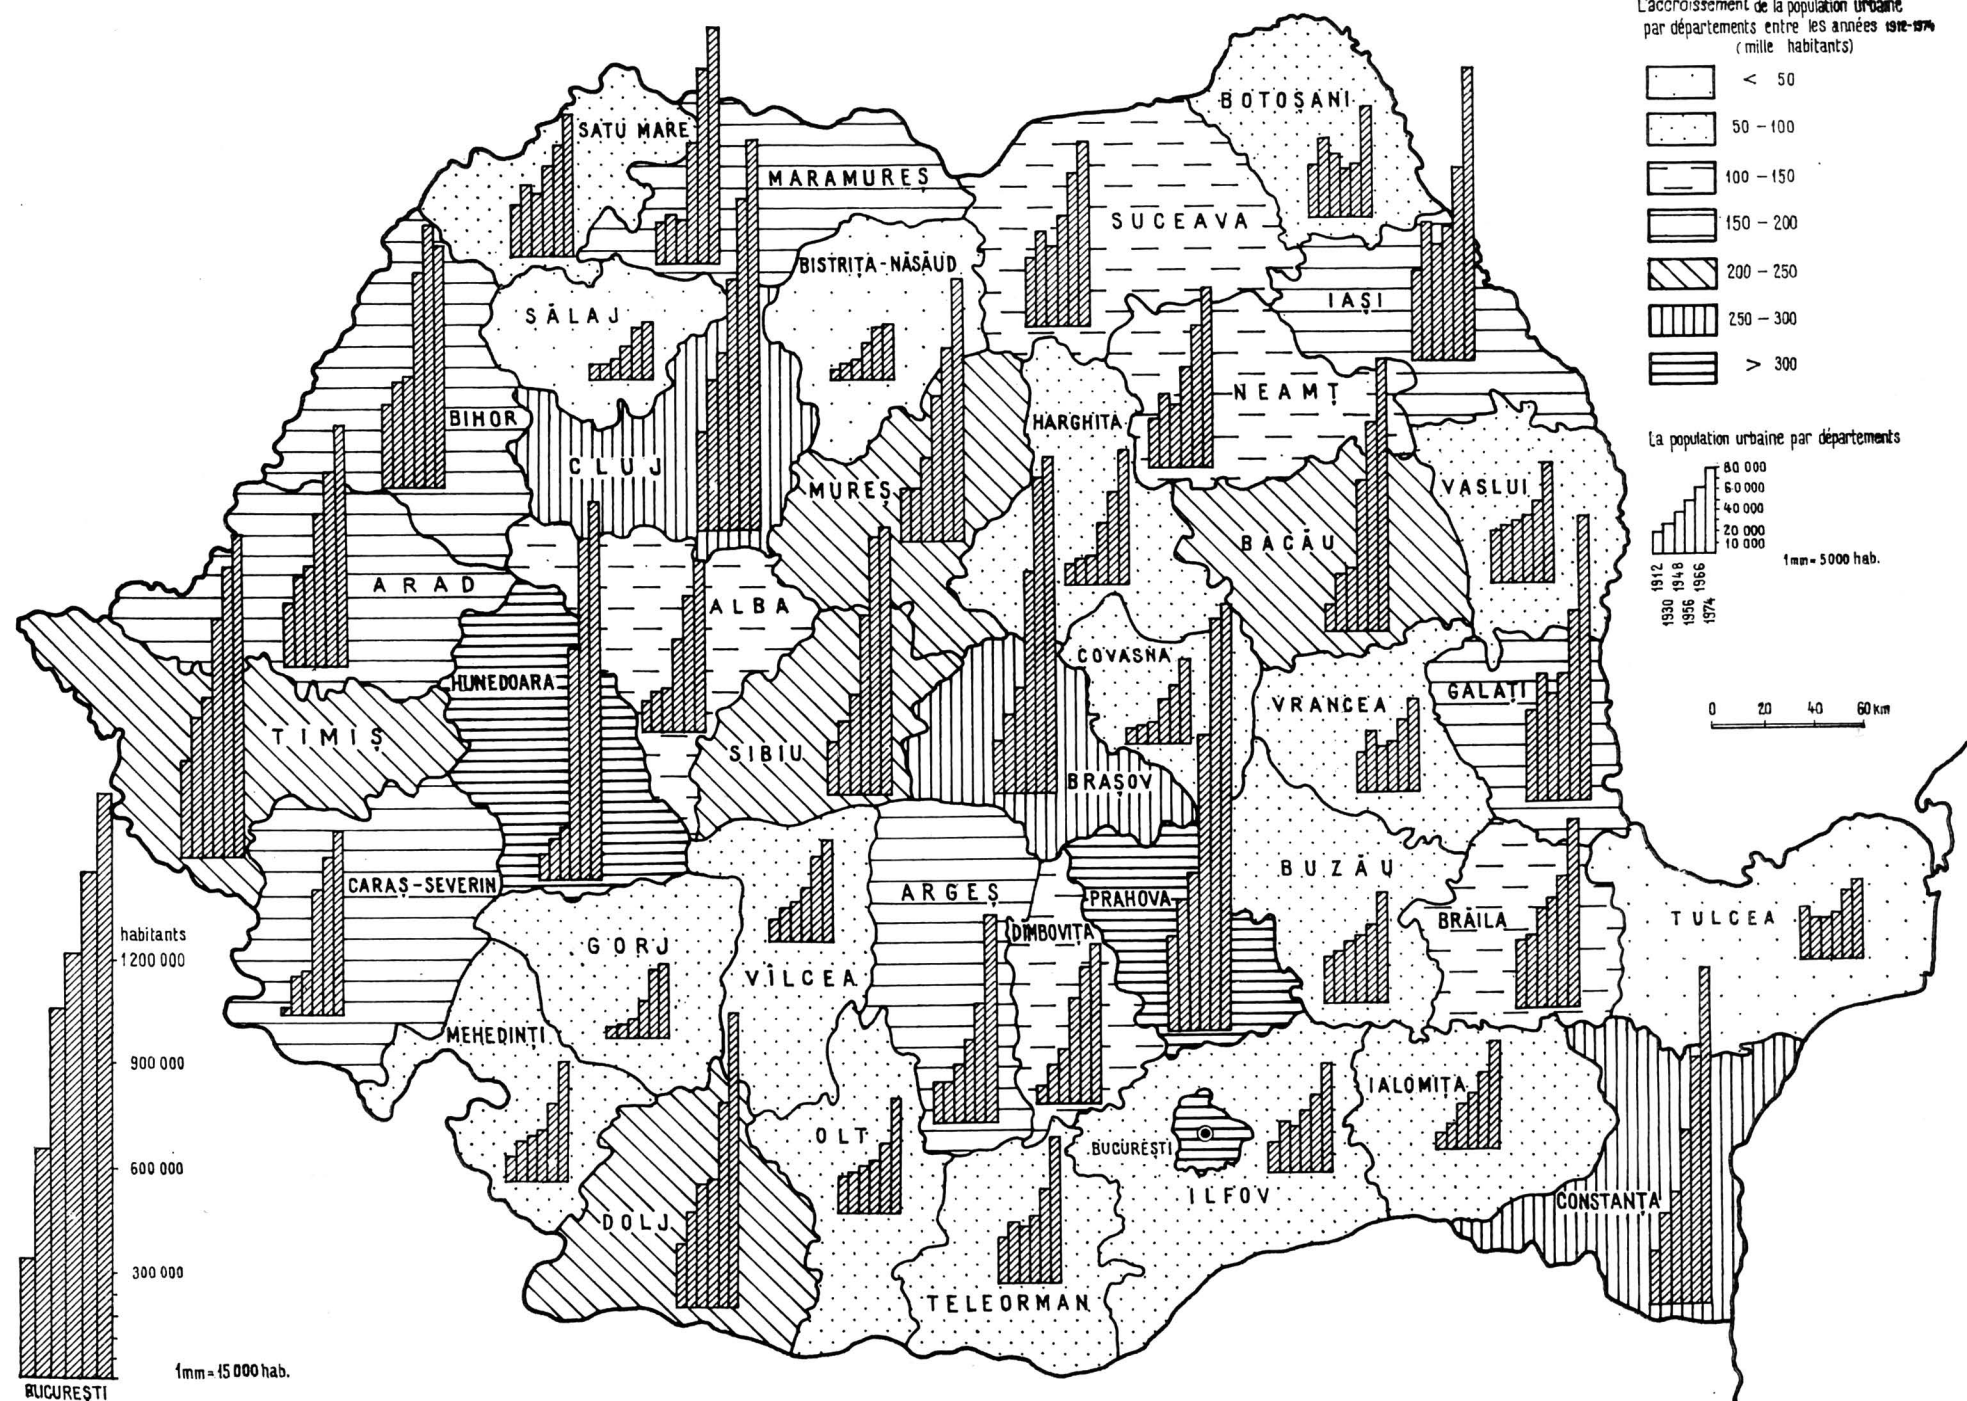 L'accroissement de la population urbaine
par départements entre les années 1912-1974
(mille habitants)
< 50
50 - 100
100 - 150
150 - 200
200 - 250
250 - 300
> 300
La population urbaine par départements
80 000
60 000
40 000
20 000
10 000
1mm = 5000 hab.
1912
1930
1948
1956
1966
1974
0 20 40 60 km
BOTOȘANI
SATU MARE
MARAMUREȘ
SUCEAVA
BISTRIȚA-NĂSĂUD
IAȘI
SĂLAJ
NEAMȚ
BIHOR
HARGHITA
CLUJ
MUREȘ
VASLUI
BACĂU
ARAD
ALBA
COVASNA
HUNEDOARA
GALAȚI
VRANCEA
TIMIȘ
SIBIU
BRAȘOV
BUZĂU
CARAȘ-SEVERIN
ARGEȘ
PRAHOVA
BRĂILA
TULCEA
DÎMBOVIȚA
GORJ
VÎLCEA
MEHEDINȚI
IALOMIȚA
OLT
BUCUREȘTI
ILFOV
CONSTANȚA
DOLJ
TELEORMAN
habitants
1200 000
900 000
600 000
300 000
1mm = 15 000 hab.
BUCUREȘTI